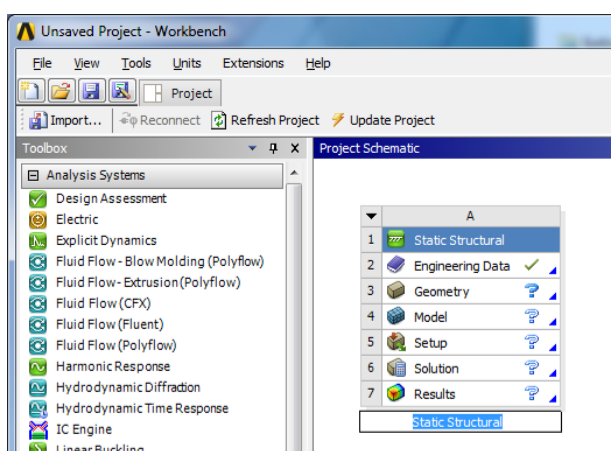 Unsaved Project - Workbench
File View Tools Units Extensions Help
Project
Import... Reconnect Refresh Project Update Project
Toolbox
X
Project Schematic
Analysis Systems
Design Assessment
Electric
Explicit Dynamics
Fluid Flow - Blow Molding (Polyflow)
Fluid Flow - Extrusion (Polyflow)
Fluid Flow (CFX)
Fluid Flow (Fluent)
Fluid Flow (Polyflow)
Harmonic Response
Hydrodynamic Diffraction
Hydrodynamic Time Response
IC Engine
Linear Buckling
A
1 Static Structural
2 Engineering Data
3 Geometry ?
4 Model ?
5 Setup ?
6 Solution ?
7 Results ?
Static Structural